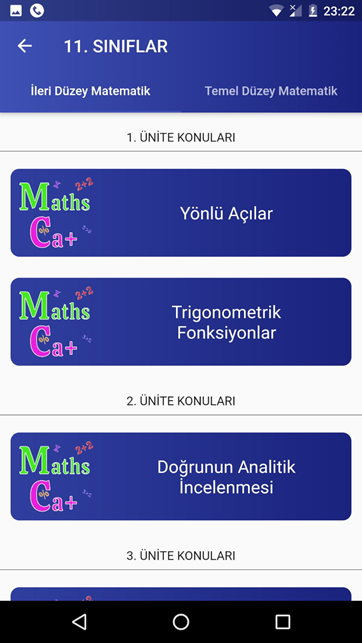 23:22
11. SINIFLAR
İleri Düzey Matematik
Temel Düzey Matematik
1. ÜNİTE KONULARI
Maths 2+2
% Ca+
Yönlü Açılar
Maths 2+2
% Ca+
Trigonometrik
Fonksiyonlar
2. ÜNİTE KONULARI
Maths 2+2
% Ca+
Doğrunun Analitik
İncelenmesi
3. ÜNİTE KONULARI